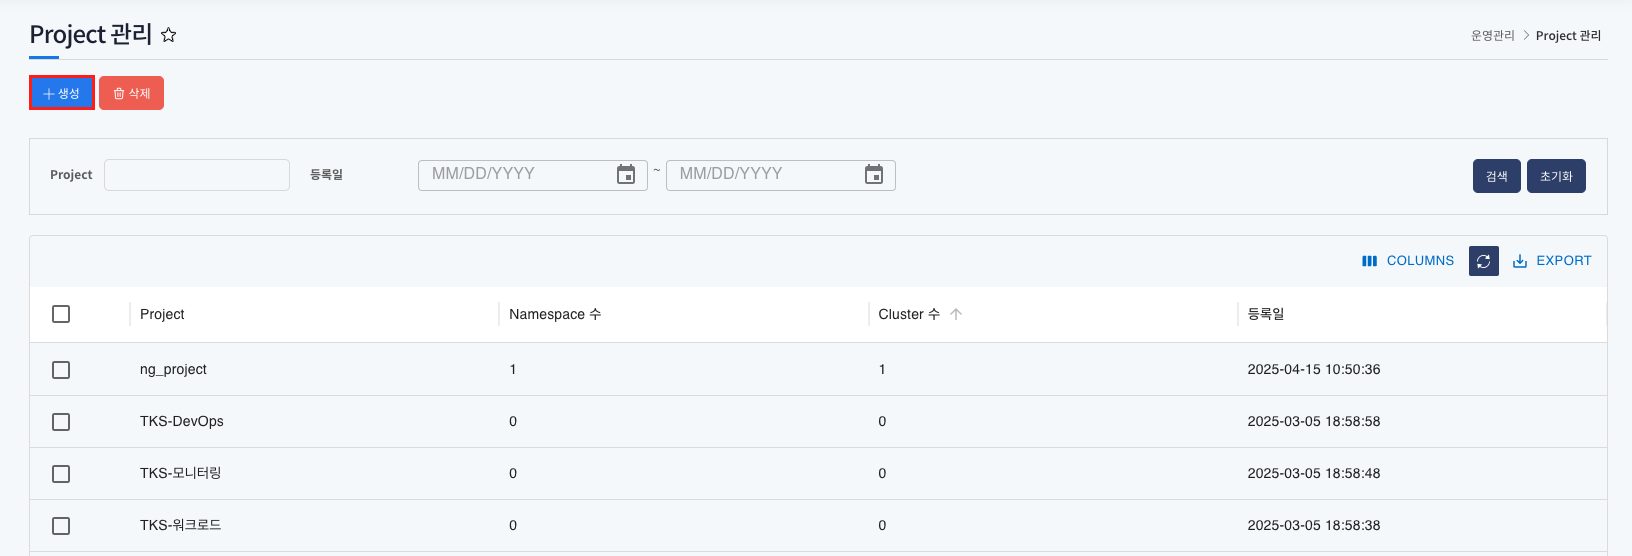 Project 관리
운영관리 > Project 관리
생성 삭제
Project 등록일 MM/DD/YYYY ~ MM/DD/YYYY 검색 초기화
COLUMNS EXPORT
Project Namespace 수 Cluster 수 등록일
ng_project 1 1 2025-04-15 10:50:36
TKS-DevOps 0 0 2025-03-05 18:58:58
TKS-모니터링 0 0 2025-03-05 18:58:48
TKS-워크로드 0 0 2025-03-05 18:58:38